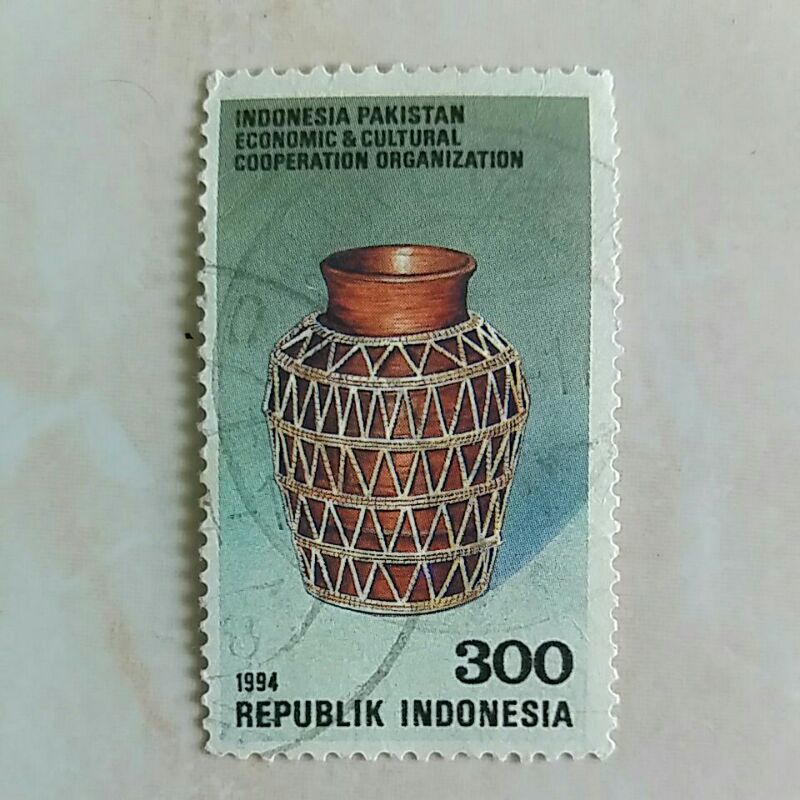 INDONESIA PAKISTAN
ECONOMIC & CULTURAL
COOPERATION ORGANIZATION
300
1994
REPUBLIK INDONESIA